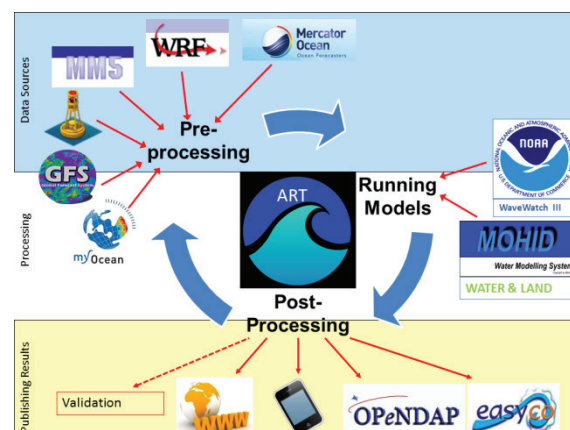 Data Sources
MM5
WRF
Mercator
Ocean
Ocean Forecasters
Pre-
processing
GFS
Global Forecast System
Processing
myOcean
ART
Running
Models
NATIONAL OCEANIC AND ATMOSPHERIC ADMINISTRATION
NOAA
U.S. DEPARTMENT OF COMMERCE
WaveWatch III
MOHID
Water Modelling System
WATER & LAND
Post-
Processing
Publishing Results
Validation
WWW
OPeNDAP
easyco